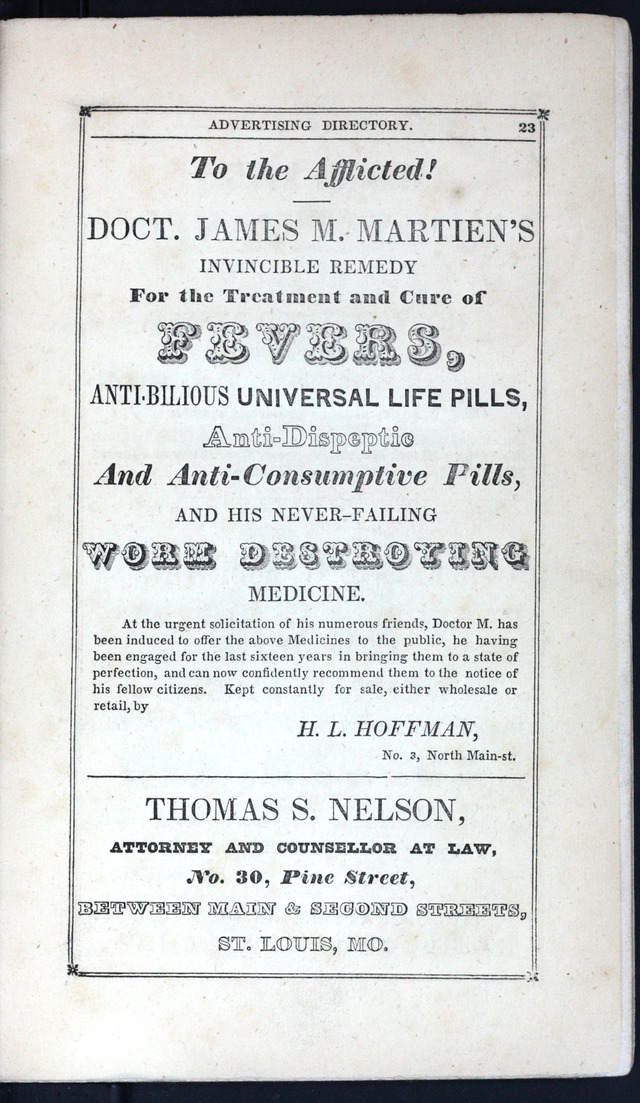 ADVERTISING DIRECTORY. 23
To the Afflicted!
DOCT. JAMES M. MARTIEN'S
INVINCIBLE REMEDY
For the Treatment and Cure of
FEVERS,
ANTI-BILIOUS UNIVERSAL LIFE PILLS,
Anti-Dispeptic
And Anti-Consumptive Pills,
AND HIS NEVER-FAILING
WORM DESTROYING
MEDICINE.
At the urgent solicitation of his numerous friends, Doctor M. has
been induced to offer the above Medicines to the public, he having
been engaged for the last sixteen years in bringing them to a state of
perfection, and can now confidently recommend them to the notice of
his fellow citizens. Kept constantly for sale, either wholesale or
retail, by
H. L. HOFFMAN,
No. 3, North Main-st.
THOMAS S. NELSON,
ATTORNEY AND COUNSELLOR AT LAW,
No. 30, Pine Street,
BETWEEN MAIN & SECOND STREETS,
ST. LOUIS, MO.